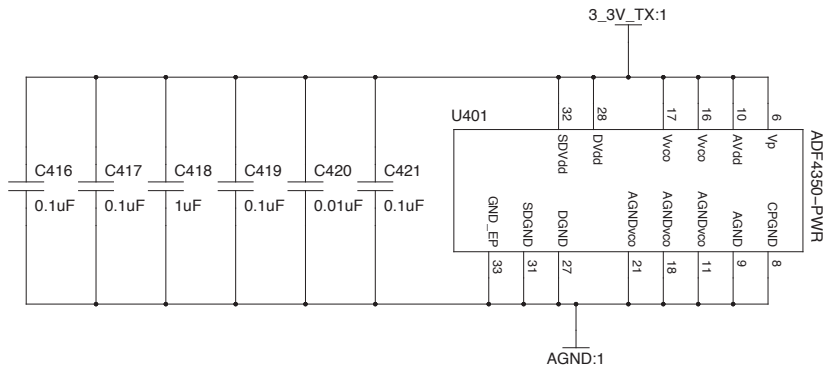 3_3V_TX:1
U401
32
28
17
16
10
6
SDVdd
DVdd
Vvco
Vvco
AVdd
Vp
ADF4350-PWR
C416
0.1uF
C417
0.1uF
C418
1uF
C419
0.1uF
C420
0.01uF
C421
0.1uF
GND_EP
SDGND
DGND
AGNDvco
AGNDvco
AGNDvco
AGND
CPGND
33
31
27
21
18
11
9
8
AGND:1